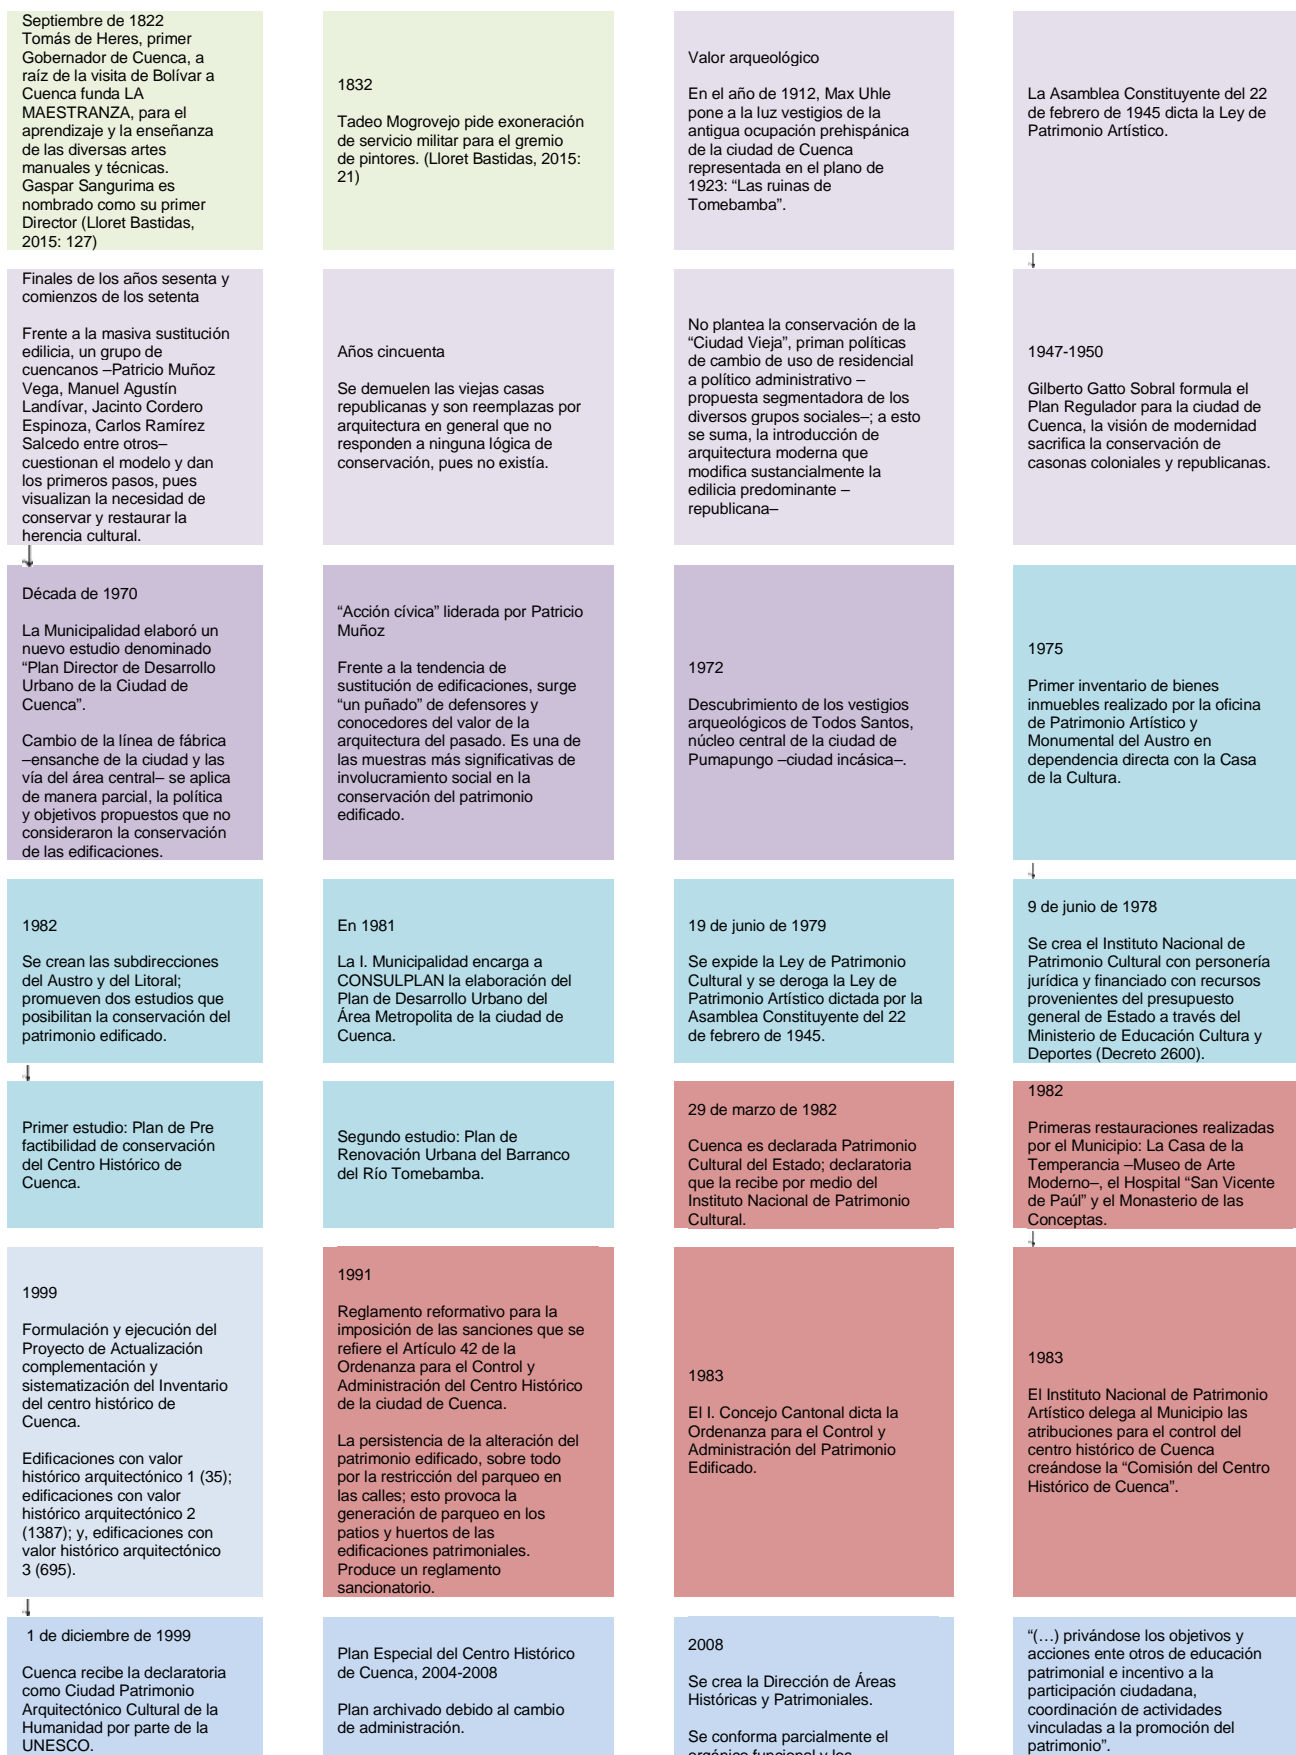 Septiembre de 1822
Tomás de Heres, primer
Gobernador de Cuenca, a
raíz de la visita de Bolívar a
Cuenca funda LA
MAESTRANZA, para el
aprendizaje y la enseñanza
de las diversas artes
manuales y técnicas.
Gaspar Sangurima es
nombrado como su primer
Director (Lloret Bastidas,
2015: 127)
1832
Tadeo Mogrovejo pide exoneración
de servicio militar para el gremio
de pintores. (Lloret Bastidas, 2015:
21)
Valor arqueológico
En el año de 1912, Max Uhle
pone a la luz vestigios de la
antigua ocupación prehispánica
de la ciudad de Cuenca
representada en el plano de
1923: “Las ruinas de
Tomebamba”.
La Asamblea Constituyente del 22
de febrero de 1945 dicta la Ley de
Patrimonio Artístico.
1947-1950
Gilberto Gatto Sobral formula el
Plan Regulador para la ciudad de
Cuenca, la visión de modernidad
sacrifica la conservación de
casonas coloniales y republicanas.
No plantea la conservación de la
“Ciudad Vieja”, priman políticas
de cambio de uso de residencial
a político administrativo –
propuesta segmentadora de los
diversos grupos sociales–; a esto
se suma, la introducción de
arquitectura moderna que
modifica sustancialmente la
edilicia predominante –
republicana–
Años cincuenta
Se demuelen las viejas casas
republicanas y son reemplazas por
arquitectura en general que no
responden a ninguna lógica de
conservación, pues no existía.
Finales de los años sesenta y
comienzos de los setenta
Frente a la masiva sustitución
edilicia, un grupo de
cuencanos –Patricio Muñoz
Vega, Manuel Agustín
Landívar, Jacinto Cordero
Espinoza, Carlos Ramírez
Salcedo entre otros–
cuestionan el modelo y dan
los primeros pasos, pues
visualizan la necesidad de
conservar y restaurar la
herencia cultural.
Década de 1970
La Municipalidad elaboró un
nuevo estudio denominado
“Plan Director de Desarrollo
Urbano de la Ciudad de
Cuenca”.
Cambio de la línea de fábrica
–ensanche de la ciudad y las
vía del área central– se aplica
de manera parcial, la política
y objetivos propuestos que no
consideraron la conservación
de las edificaciones.
“Acción cívica” liderada por Patricio
Muñoz
Frente a la tendencia de
sustitución de edificaciones, surge
“un puñado” de defensores y
conocedores del valor de la
arquitectura del pasado. Es una de
las muestras más significativas de
involucramiento social en la
conservación del patrimonio
edificado.
1972
Descubrimiento de los vestigios
arqueológicos de Todos Santos,
núcleo central de la ciudad de
Pumapungo –ciudad incásica–.
1975
Primer inventario de bienes
inmuebles realizado por la oficina
de Patrimonio Artístico y
Monumental del Austro en
dependencia directa con la Casa
de la Cultura.
9 de junio de 1978
Se crea el Instituto Nacional de
Patrimonio Cultural con personería
jurídica y financiado con recursos
provenientes del presupuesto
general de Estado a través del
Ministerio de Educación Cultura y
Deportes (Decreto 2600).
19 de junio de 1979
Se expide la Ley de Patrimonio
Cultural y se deroga la Ley de
Patrimonio Artístico dictada por la
Asamblea Constituyente del 22
de febrero de 1945.
En 1981
La I. Municipalidad encarga a
CONSULPLAN la elaboración del
Plan de Desarrollo Urbano del
Área Metropolita de la ciudad de
Cuenca.
1982
Se crean las subdirecciones
del Austro y del Litoral;
promueven dos estudios que
posibilitan la conservación del
patrimonio edificado.
Primer estudio: Plan de Pre
factibilidad de conservación
del Centro Histórico de
Cuenca.
Segundo estudio: Plan de
Renovación Urbana del Barranco
del Río Tomebamba.
29 de marzo de 1982
Cuenca es declarada Patrimonio
Cultural del Estado; declaratoria
que la recibe por medio del
Instituto Nacional de Patrimonio
Cultural.
1982
Primeras restauraciones realizadas
por el Municipio: La Casa de la
Temperancia –Museo de Arte
Moderno–, el Hospital “San Vicente
de Paúl” y el Monasterio de las
Conceptas.
1983
El Instituto Nacional de Patrimonio
Artístico delega al Municipio las
atribuciones para el control del
centro histórico de Cuenca
creándose la “Comisión del Centro
Histórico de Cuenca”.
1983
El I. Concejo Cantonal dicta la
Ordenanza para el Control y
Administración del Patrimonio
Edificado.
1991
Reglamento reformativo para la
imposición de las sanciones que se
refiere el Artículo 42 de la
Ordenanza para el Control y
Administración del Centro Histórico
de la ciudad de Cuenca.
La persistencia de la alteración del
patrimonio edificado, sobre todo
por la restricción del parqueo en
las calles; esto provoca la
generación de parqueo en los
patios y huertos de las
edificaciones patrimoniales.
Produce un reglamento
sancionatorio.
1999
Formulación y ejecución del
Proyecto de Actualización
complementación y
sistematización del Inventario
del centro histórico de
Cuenca.
Edificaciones con valor
histórico arquitectónico 1 (35);
edificaciones con valor
histórico arquitectónico 2
(1387); y, edificaciones con
valor histórico arquitectónico
3 (695).
1 de diciembre de 1999
Cuenca recibe la declaratoria
como Ciudad Patrimonio
Arquitectónico Cultural de la
Humanidad por parte de la
UNESCO.
Plan Especial del Centro Histórico
de Cuenca, 2004-2008
Plan archivado debido al cambio
de administración.
2008
Se crea la Dirección de Áreas
Históricas y Patrimoniales.
Se conforma parcialmente el
orgánico funcional y los
“(…) privándose los objetivos y
acciones ente otros de educación
patrimonial e incentivo a la
participación ciudadana,
coordinación de actividades
vinculadas a la promoción del
patrimonio”.